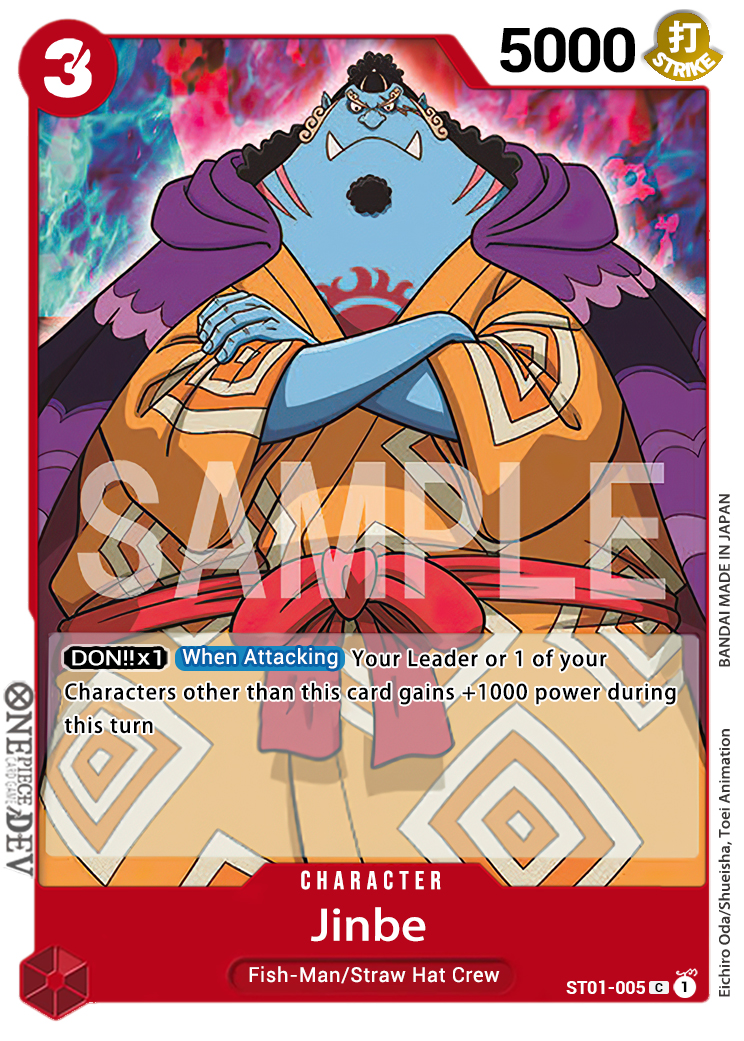 3
5000
打
STRIKE
SAMPLE
DON!!x1 When Attacking Your Leader or 1 of your
Characters other than this card gains +1000 power during
this turn
CHARACTER
Jinbe
Fish-Man/Straw Hat Crew
ST01-005 C 1
ONE PIECE
CARD GAME
DEV
BANDAI MADE IN JAPAN
Eichiro Oda/Shueisha, Toei Animation